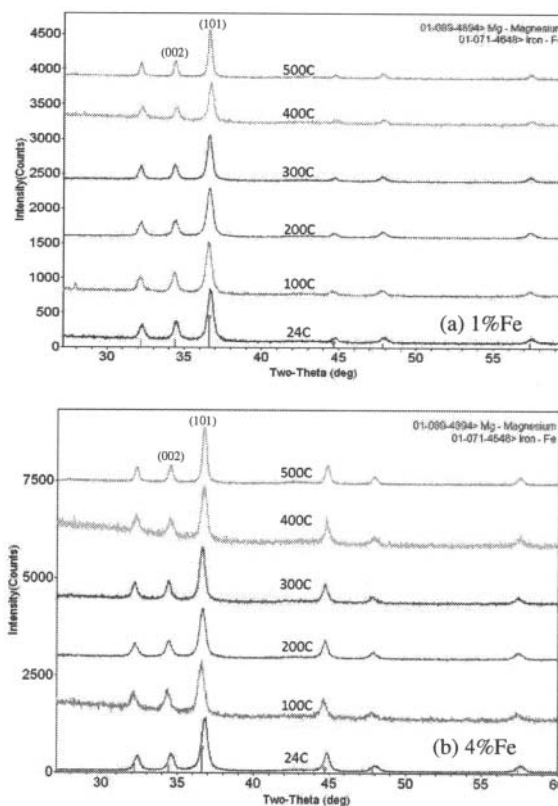 (101)
01-089-4894> Mg - Magnesium
01-071-4648> Iron - Fe
(002)
4500
4000
3500
3000
2500
2000
1500
1000
500
0
Intensity(Counts)
500C
400C
300C
200C
100C
24C
(a) 1%Fe
30 35 40 45 50 55
Two-Theta (deg)
(101)
01-089-4894> Mg - Magnesium
01-071-4648> Iron - Fe
(002)
7500
5000
2500
0
Intensity(Counts)
500C
400C
300C
200C
100C
24C
(b) 4%Fe
30 35 40 45 50 55 60
Two-Theta (deg)